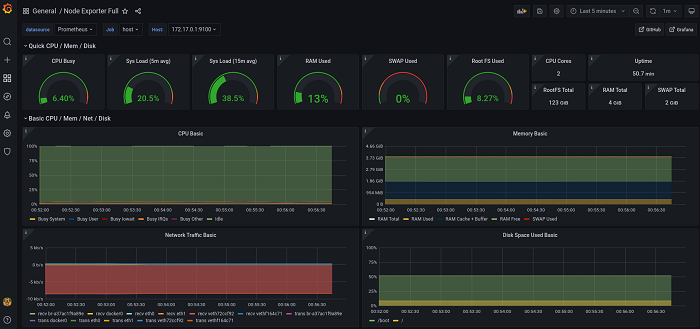 General / Node Exporter Full
Last 5 minutes
1m
datasource Prometheus Job host Host 172.17.0.1:9100
GitHub Grafana
Quick CPU / Mem / Disk
CPU Busy
6.40%
Sys Load (5m avg)
20.5%
Sys Load (15m avg)
38.5%
RAM Used
13%
SWAP Used
0%
Root FS Used
8.27%
CPU Cores
2
Uptime
50.7 min
RootFS Total
123 GiB
RAM Total
4 GiB
SWAP Total
2 GiB
Basic CPU / Mem / Net / Disk
CPU Basic
100%
75%
50%
25%
0%
00:52:00 00:52:30 00:53:00 00:53:30 00:54:00 00:54:30 00:55:00 00:55:30 00:56:00 00:56:30
Busy System Busy User Busy Iowait Busy IRQs Busy Other Idle
Memory Basic
4.66 GiB
3.73 GiB
2.79 GiB
1.86 GiB
954 MiB
0 B
00:52:00 00:52:30 00:53:00 00:53:30 00:54:00 00:54:30 00:55:00 00:55:30 00:56:00 00:56:30
RAM Total RAM Used RAM Cache + Buffer RAM Free SWAP Used
Network Traffic Basic
5 kb/s
0 b/s
-5 kb/s
-10 kb/s
00:52:00 00:52:30 00:53:00 00:53:30 00:54:00 00:54:30 00:55:00 00:55:30 00:56:00 00:56:30
recv docker0 recv eth0 recv eth1 recv veth72cof92 recv vethf164c71
trans docker0 trans eth0 trans eth1 trans veth72cof92 trans vethf164c71
Disk Space Used Basic
100%
75%
50%
25%
0%
00:52:00 00:52:30 00:53:00 00:53:30 00:54:00 00:54:30 00:55:00 00:55:30 00:56:00 00:56:30
/boot /